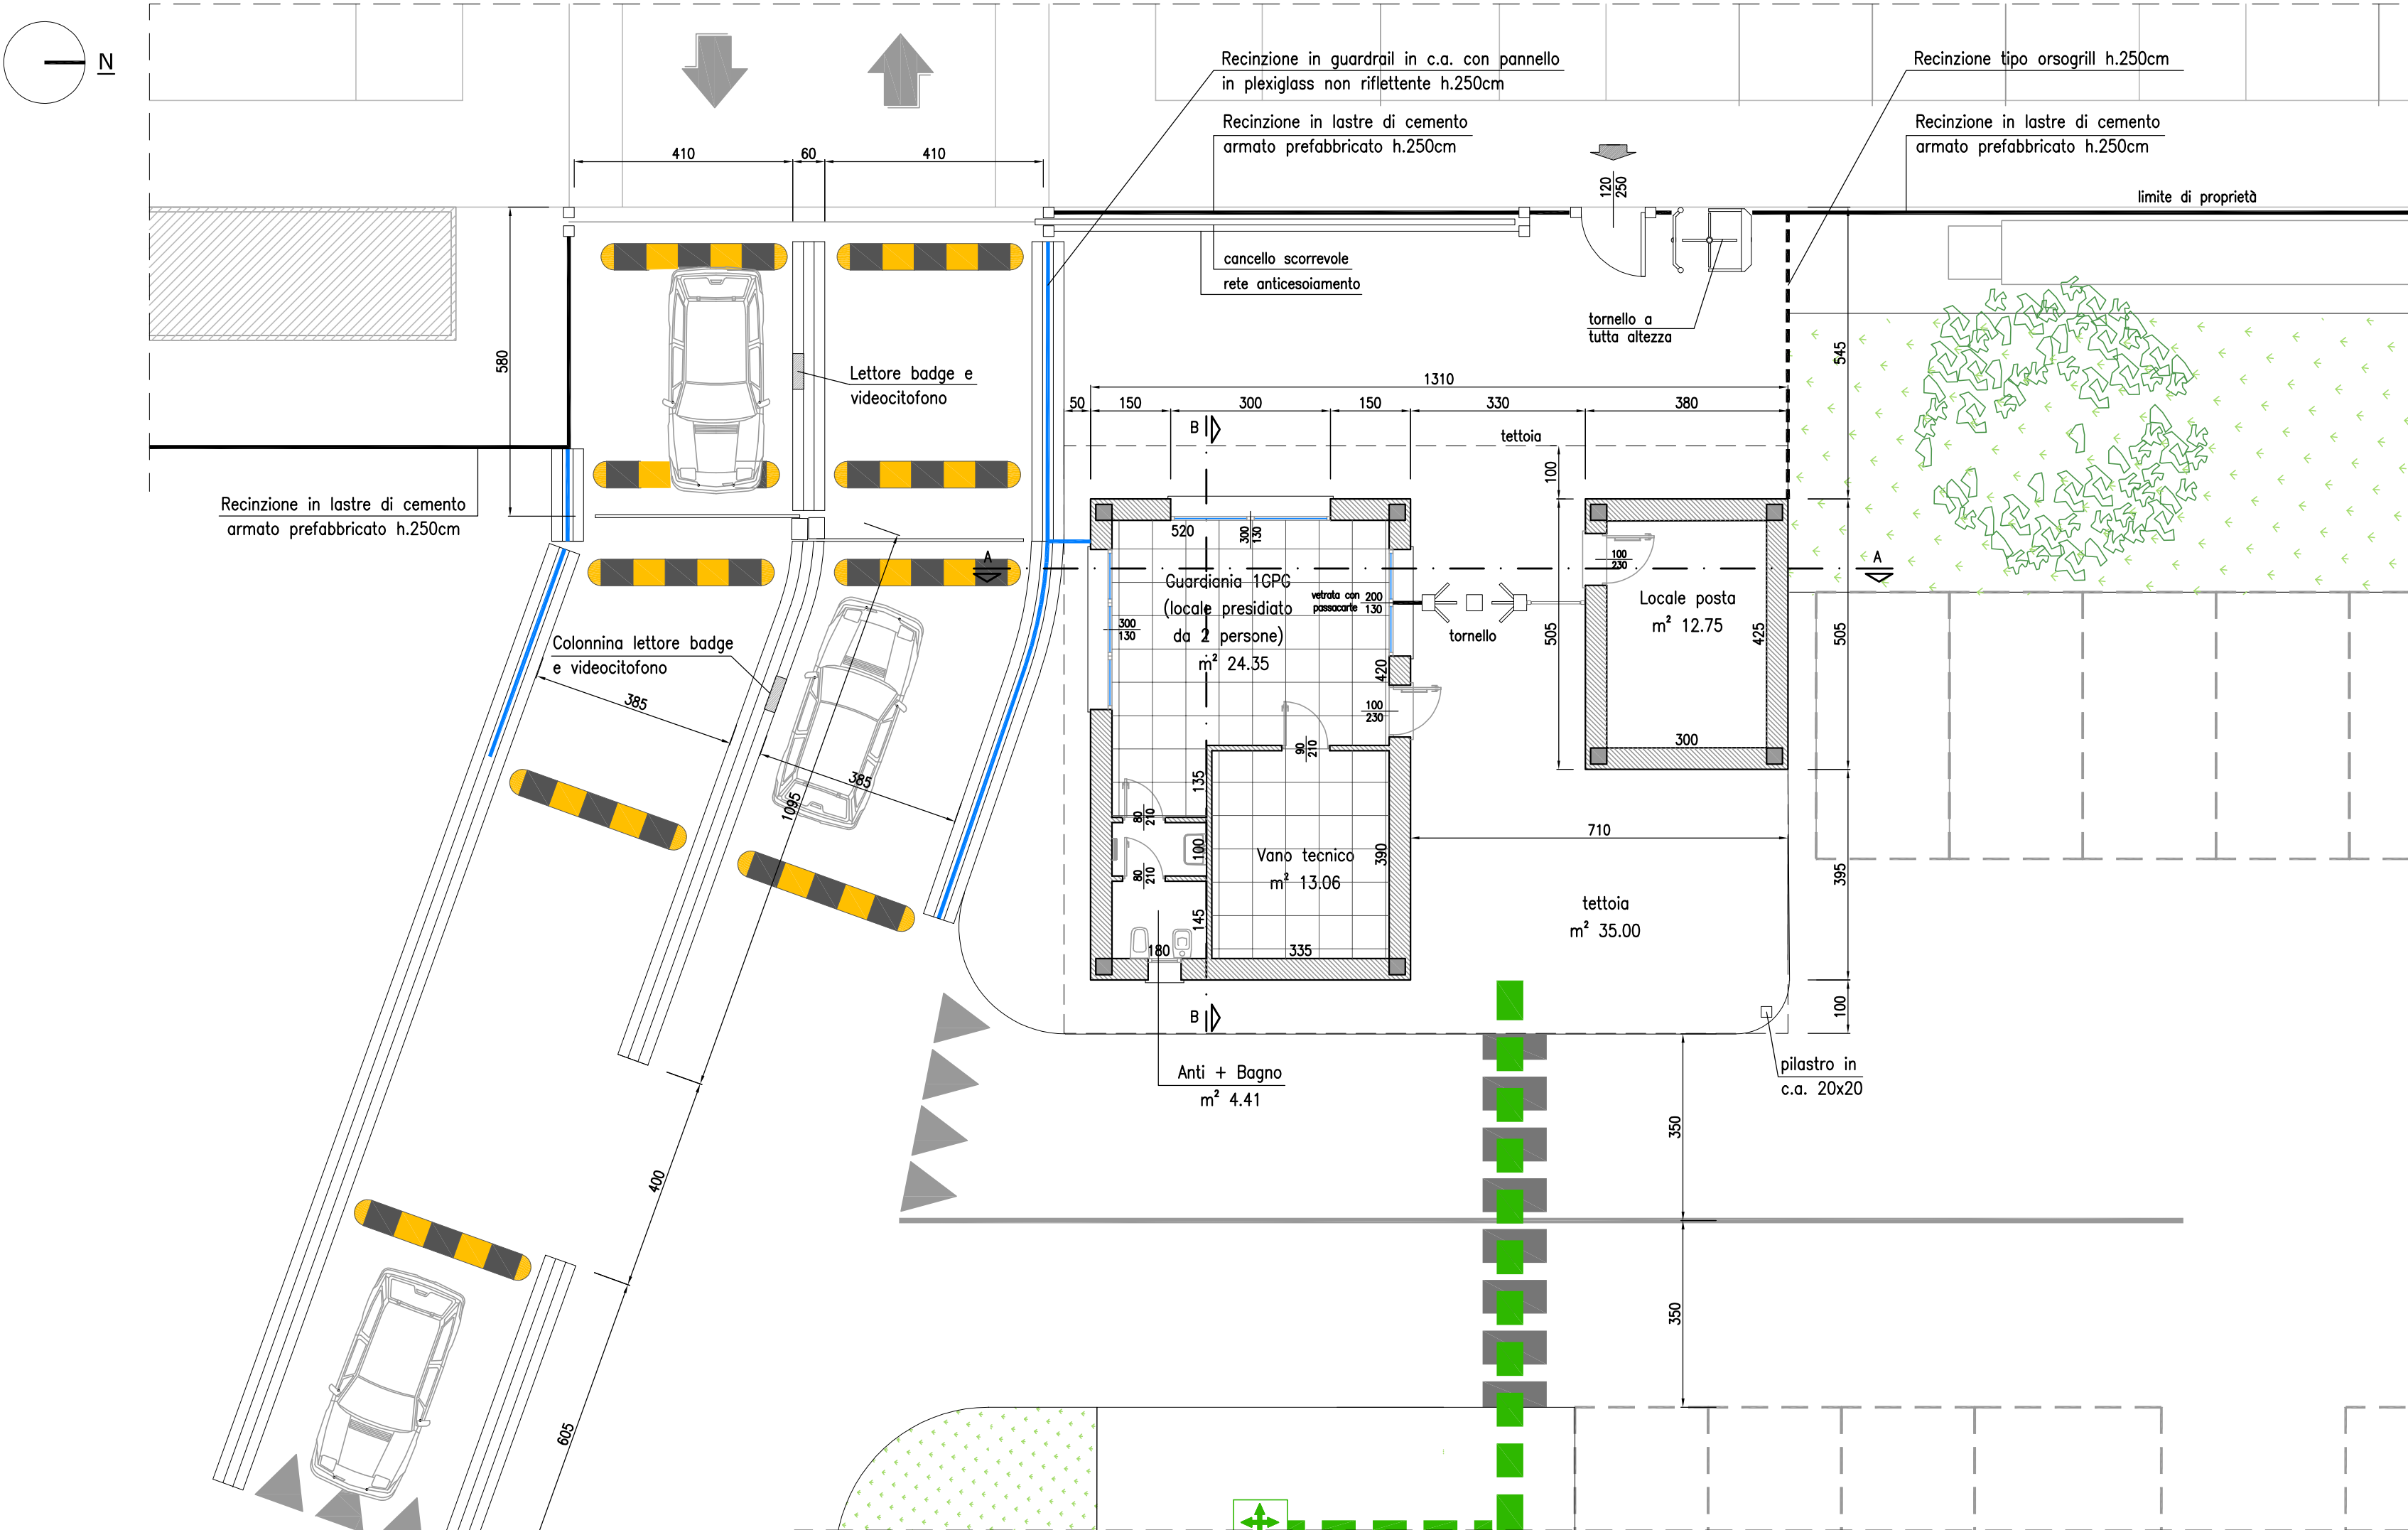 N
Recinzione in guardrail in c.a. con pannello
in plexiglass non riflettente h.250cm
Recinzione tipo orsogrill h.250cm
Recinzione in lastre di cemento
armato prefabbricato h.250cm
Recinzione in lastre di cemento
armato prefabbricato h.250cm
410
60
410
120
250
limite di proprietà
cancello scorrevole
rete anticesoiamento
tornello a
tutta altezza
580
545
Lettore badge e
videocitofono
1310
50
150
300
150
330
380
B
tettoia
100
Recinzione in lastre di cemento
armato prefabbricato h.250cm
520
300
130
A
A
100
230
Guardiania 1GPG
(locale presidiato
da 2 persone)
m² 24.35
vetrata con
passacarte
200
130
300
130
tornello
505
Locale posta
m² 12.75
425
505
Colonnina lettore badge
e videocitofono
385
420
100
230
90
210
300
385
1095
135
80
210
710
100
80
210
Vano tecnico
m² 13.06
390
395
145
180
335
tettoia
m² 35.00
100
B
Anti + Bagno
m² 4.41
pilastro in
c.a. 20x20
350
400
350
605